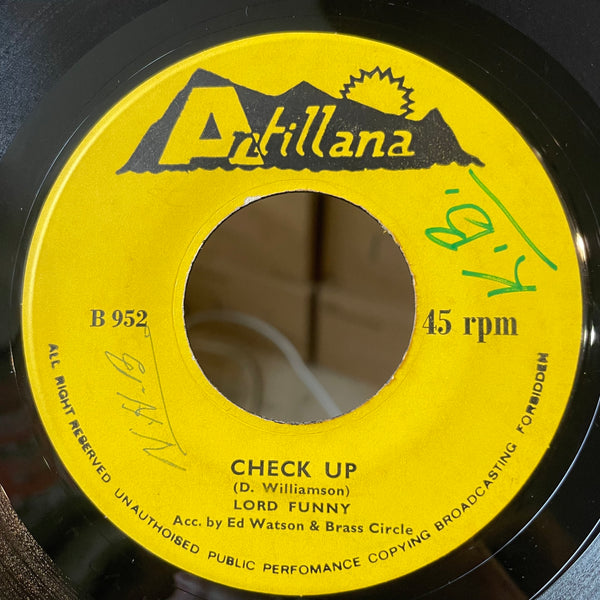 Antillana
K.B.
B 952
45 rpm
CHECK UP
(D. Williamson)
LORD FUNNY
Acc. by Ed Watson & Brass Circle
ALL RIGHT RESERVED UNAUTHOISED PUBLIC PERFOMANCE COPYING BROADCASTING FORBIDDEN